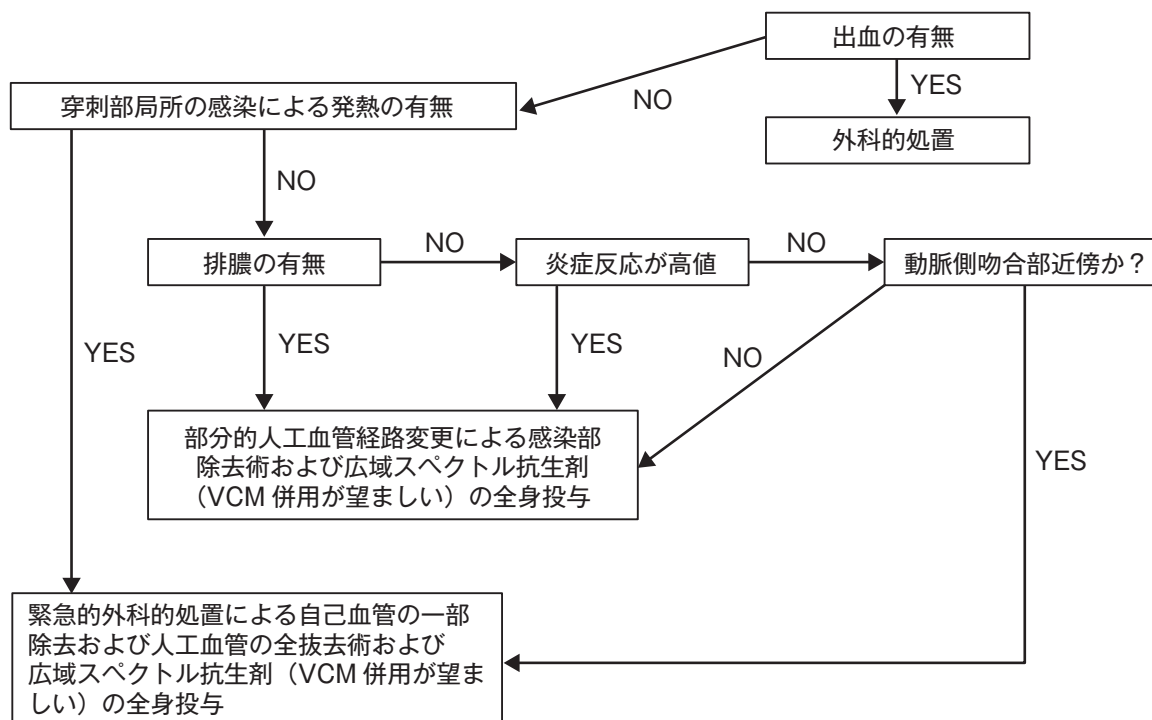 出血の有無
NO
YES
穿刺部局所の感染による発熱の有無
外科的処置
NO
排膿の有無
NO
炎症反応が高値
NO
動脈側吻合部近傍か？
YES
YES
YES
NO
YES
部分的人工血管経路変更による感染部
除去術および広域スペクトル抗生剤
（VCM 併用が望ましい）の全身投与
緊急的外科的処置による自己血管の一部
除去および人工血管の全抜去術および
広域スペクトル抗生剤（VCM 併用が望ま
しい）の全身投与